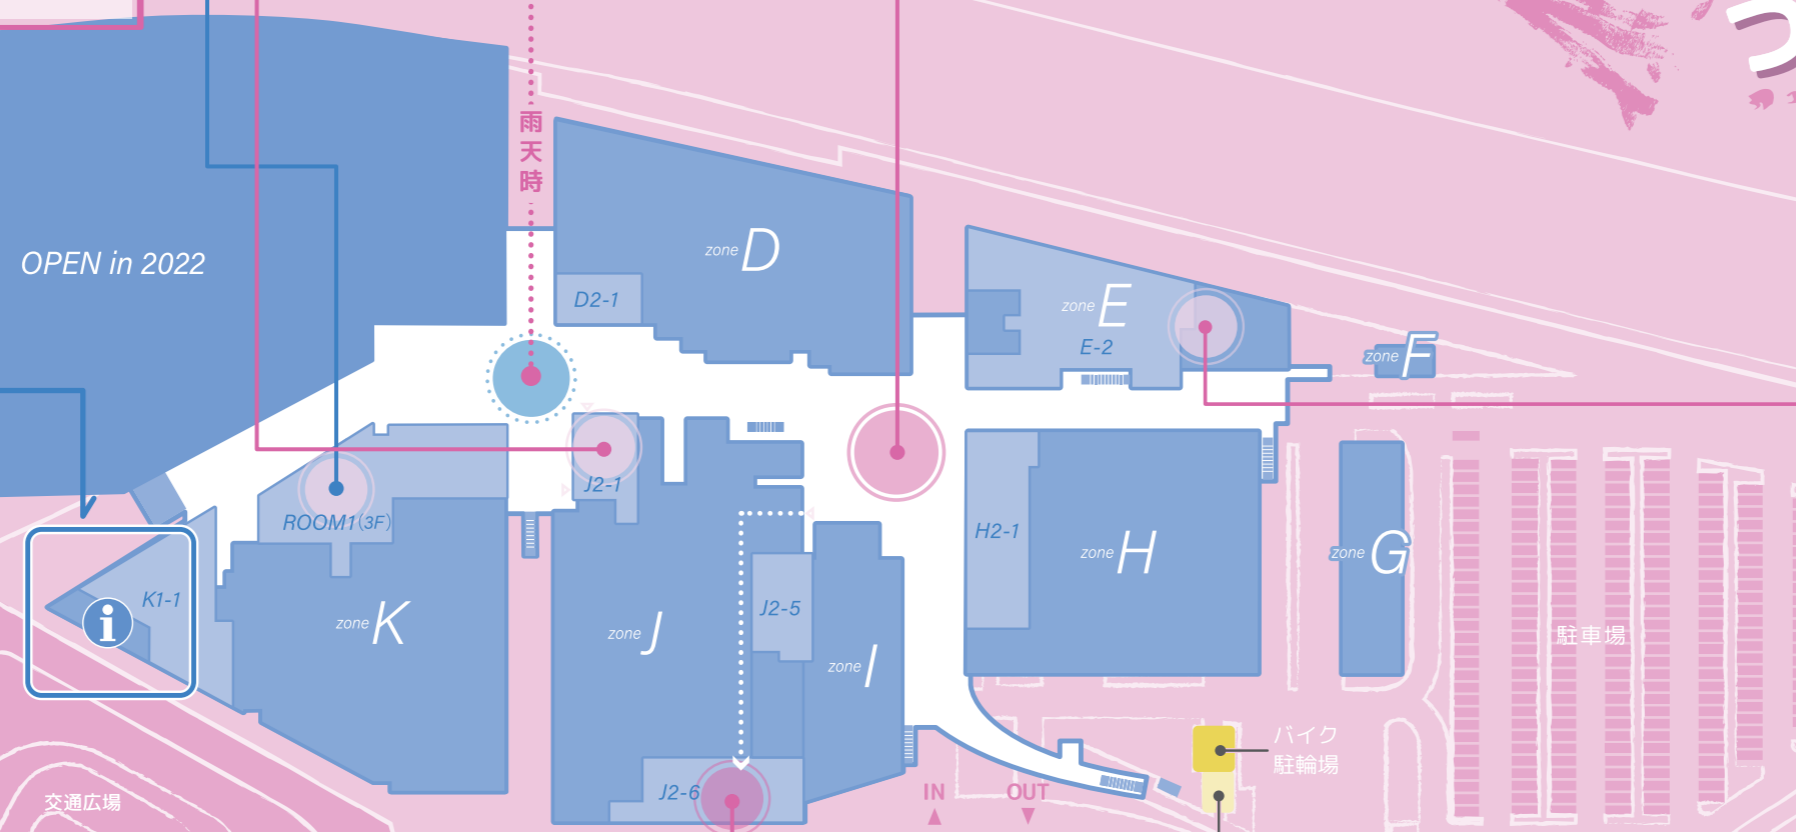 つ
雨天時
OPEN in 2022
zone D
D2-1
zone E
E-2
zone F
J2-1
ROOM1(3F)
H2-1
zone H
zone G
K1-1
i
zone K
zone J
J2-5
zone I
駐車場
バイク
駐輪場
J2-6
IN
OUT
交通広場